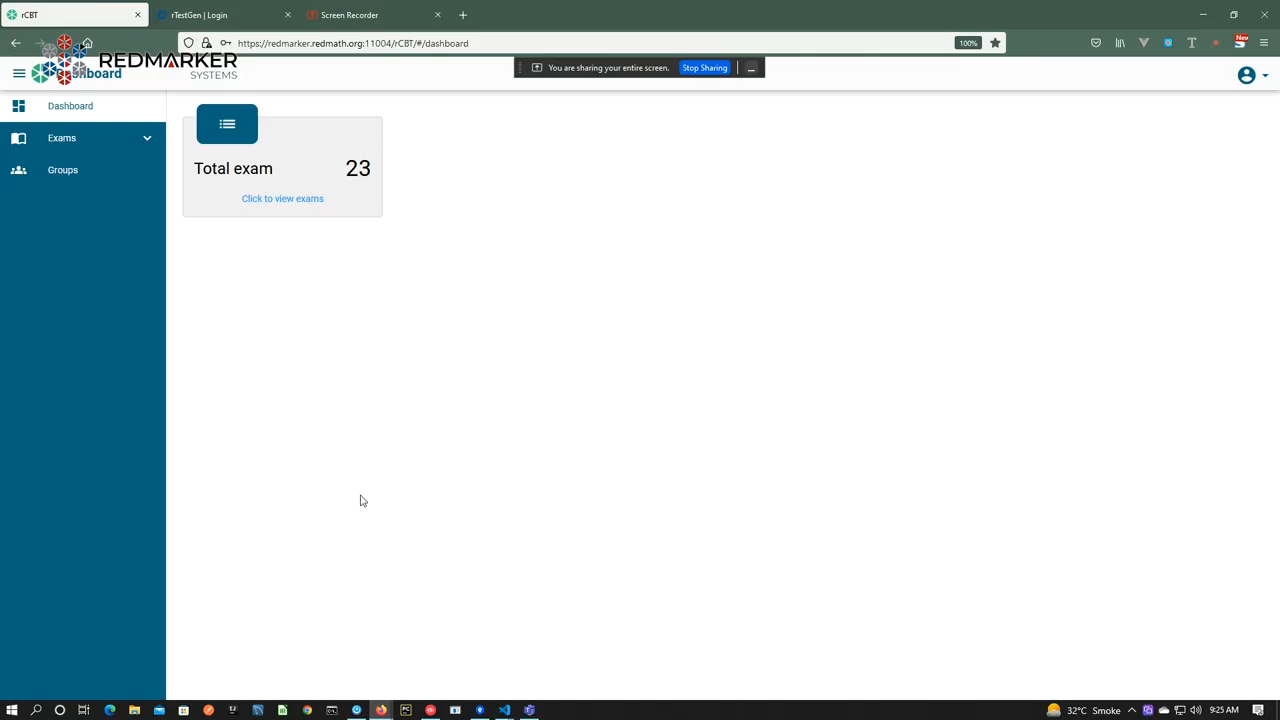 rCBT
rTestGen | Login
Screen Recorder
https://redmarker.redmath.org:11004/rCBT/#/dashboard
100%
New
REDMARKER
SYSTEMS
shboard
You are sharing your entire screen.
Stop Sharing
Dashboard
Exams
Groups
Total exam
23
Click to view exams
32°C Smoke
9:25 AM